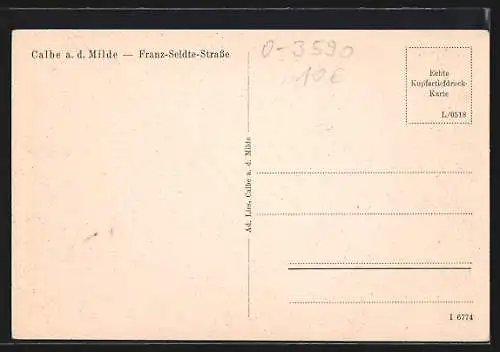 Calbe a. d. Milde — Franz-Seldte-Straße
0-3590
10€
Echte
Kupfertiefdruck-
Karte
L/0518
Ad. Lies, Calbe a. d. Milde
I 6774